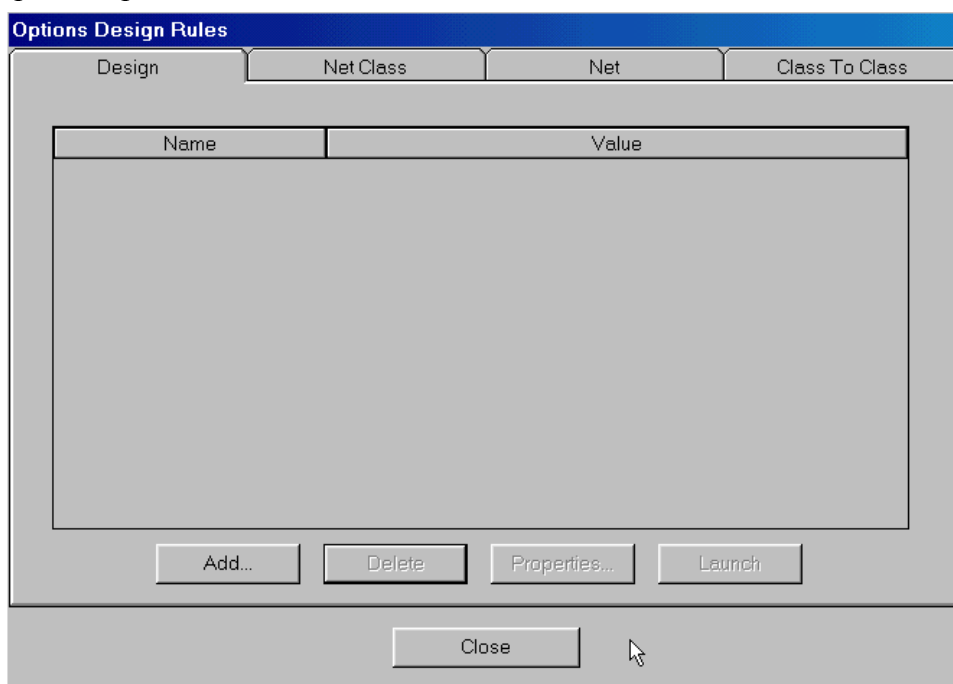 Options Design Rules
Design Net Class Net Class To Class
Name Value
Add... Delete Properties... Launch
Close